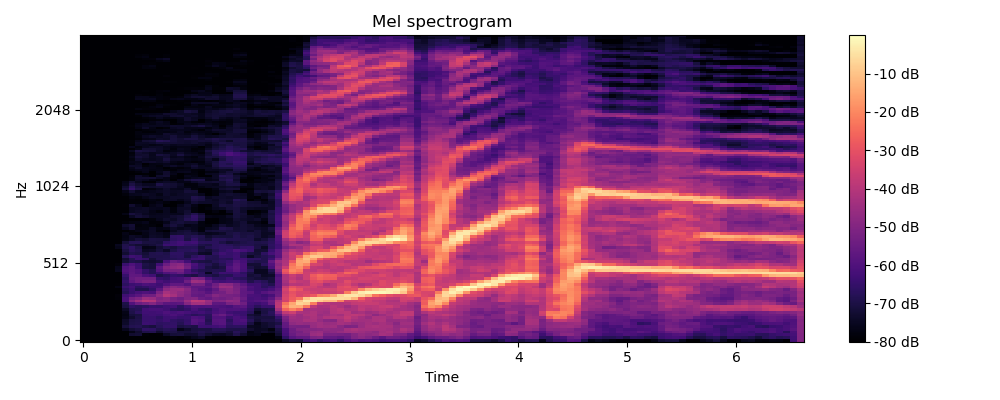 Mel spectrogram
Hz
2048
1024
512
0
0 1 2 3 4 5 6
Time
-10 dB
-20 dB
-30 dB
-40 dB
-50 dB
-60 dB
-70 dB
-80 dB